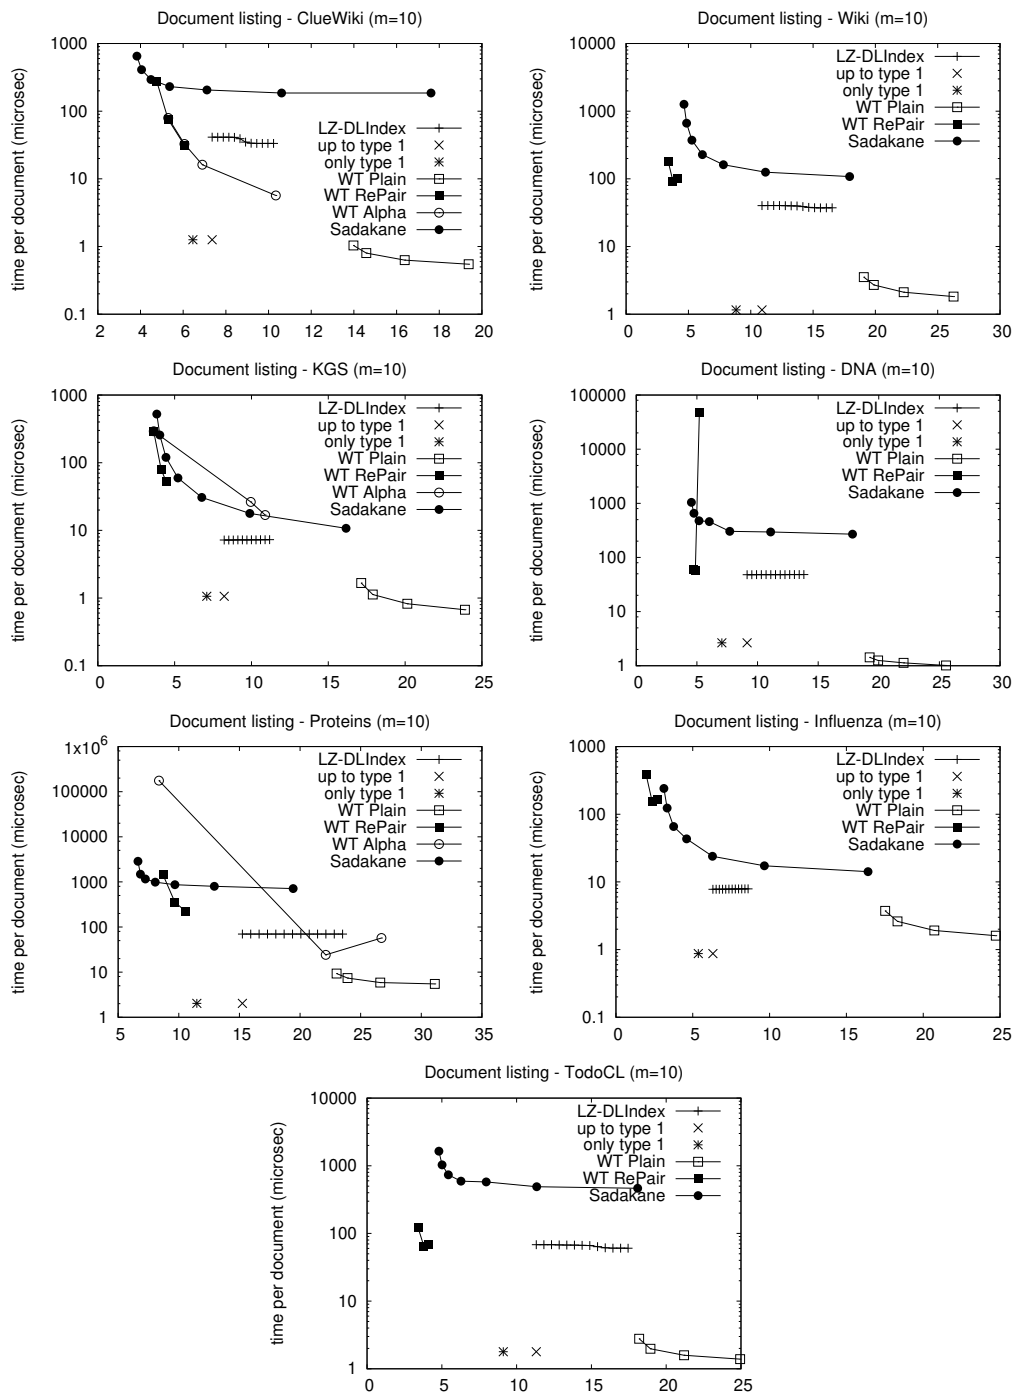 Document listing - ClueWiki (m=10)
time per document (microsec)
1000
100
10
1
0.1
2 4 6 8 10 12 14 16 18 20
LZ-DLIndex
up to type 1
only type 1
WT Plain
WT RePair
WT Alpha
Sadakane
Document listing - Wiki (m=10)
time per document (microsec)
10000
1000
100
10
1
0 5 10 15 20 25 30
LZ-DLIndex
up to type 1
only type 1
WT Plain
WT RePair
Sadakane
Document listing - KGS (m=10)
time per document (microsec)
1000
100
10
1
0.1
0 5 10 15 20 25
LZ-DLIndex
up to type 1
only type 1
WT Plain
WT RePair
WT Alpha
Sadakane
Document listing - DNA (m=10)
time per document (microsec)
100000
10000
1000
100
10
1
0 5 10 15 20 25 30
LZ-DLIndex
up to type 1
only type 1
WT Plain
WT RePair
Sadakane
Document listing - Proteins (m=10)
time per document (microsec)
1x10^6
100000
10000
1000
100
10
1
5 10 15 20 25 30 35
LZ-DLIndex
up to type 1
only type 1
WT Plain
WT RePair
WT Alpha
Sadakane
Document listing - Influenza (m=10)
time per document (microsec)
1000
100
10
1
0.1
0 5 10 15 20 25
LZ-DLIndex
up to type 1
only type 1
WT Plain
WT RePair
Sadakane
Document listing - TodoCL (m=10)
time per document (microsec)
10000
1000
100
10
1
0 5 10 15 20 25
LZ-DLIndex
up to type 1
only type 1
WT Plain
WT RePair
Sadakane